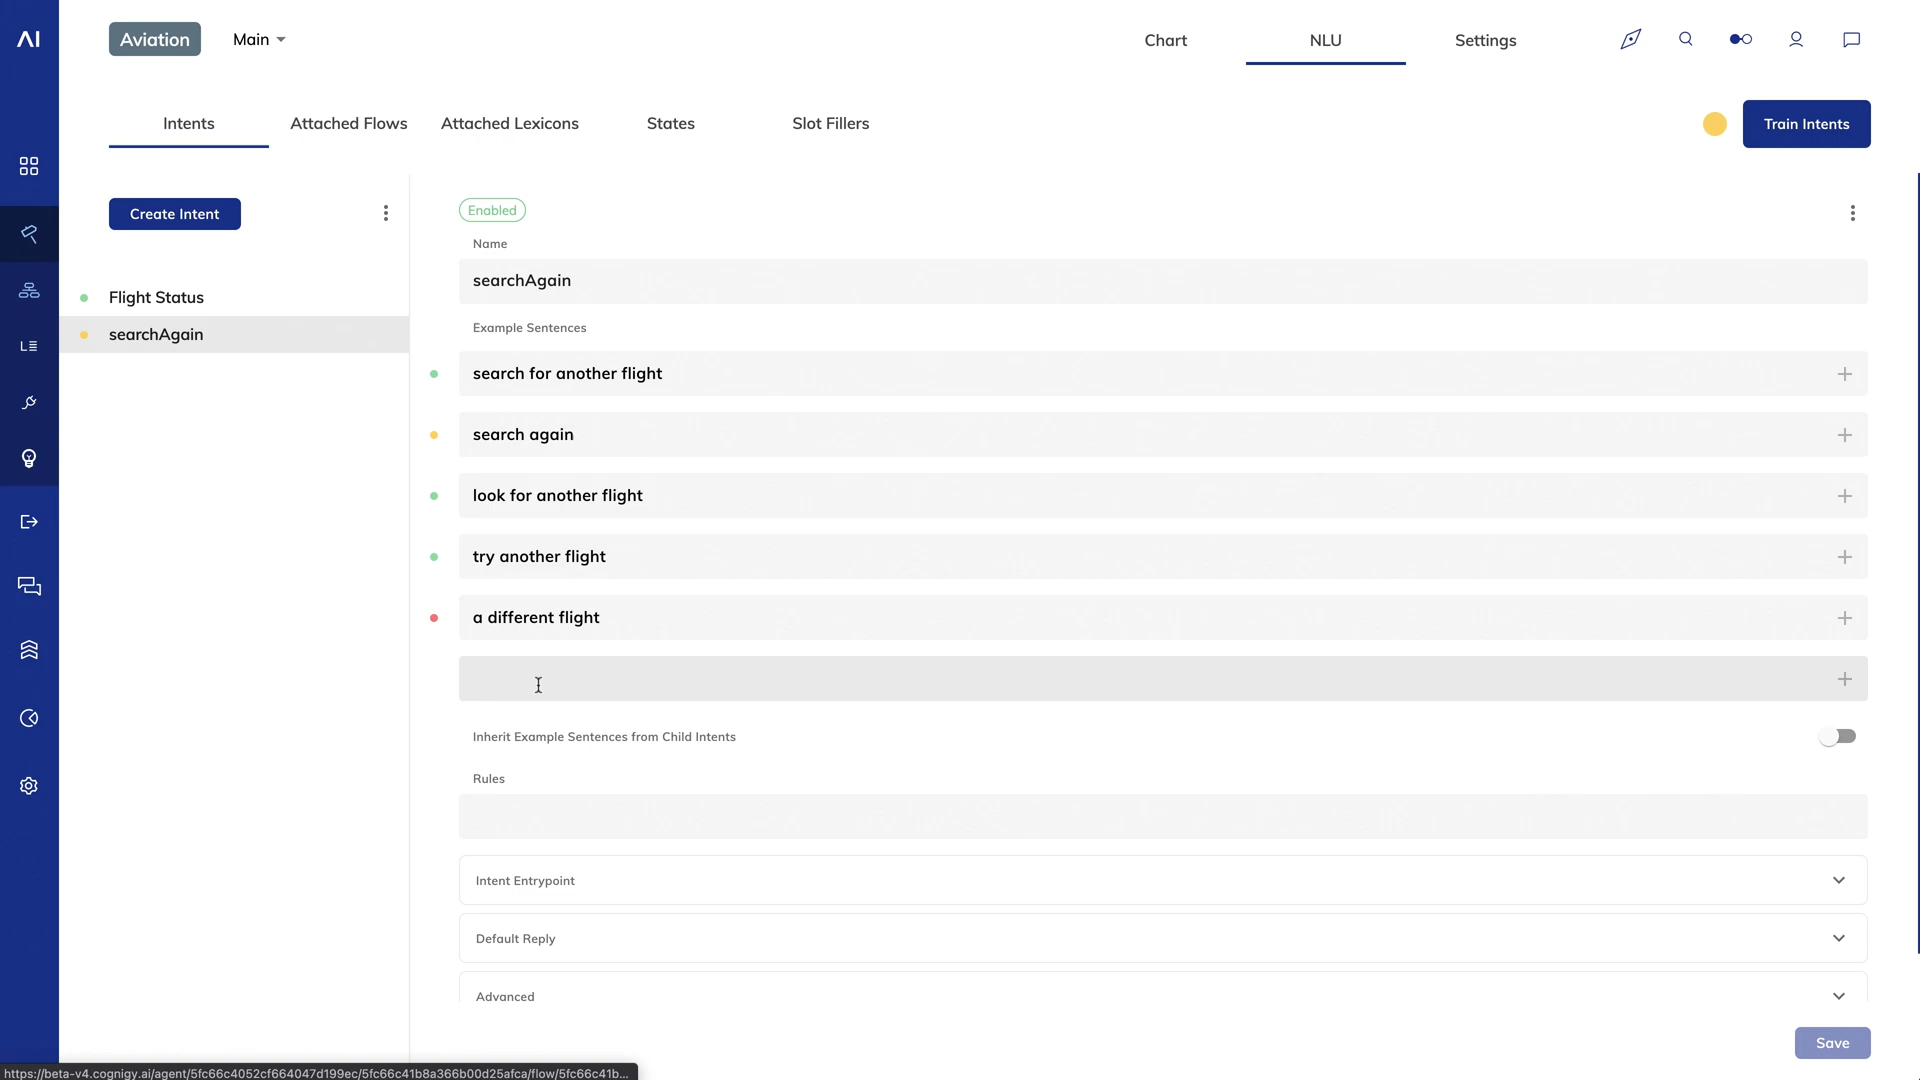 AI
Aviation
Main
Chart
NLU
Settings
Intents
Attached Flows
Attached Lexicons
States
Slot Fillers
Train Intents
Create Intent
Flight Status
searchAgain
Enabled
Name
searchAgain
Example Sentences
search for another flight
search again
look for another flight
try another flight
a different flight
Inherit Example Sentences from Child Intents
Rules
Intent Entrypoint
Default Reply
Advanced
Save
https://beta-v4.cognigy.ai/agent/5fc66c4052cf664047d199ec/5fc66c41b8a366b00d25afca/flow/5fc66c41b...